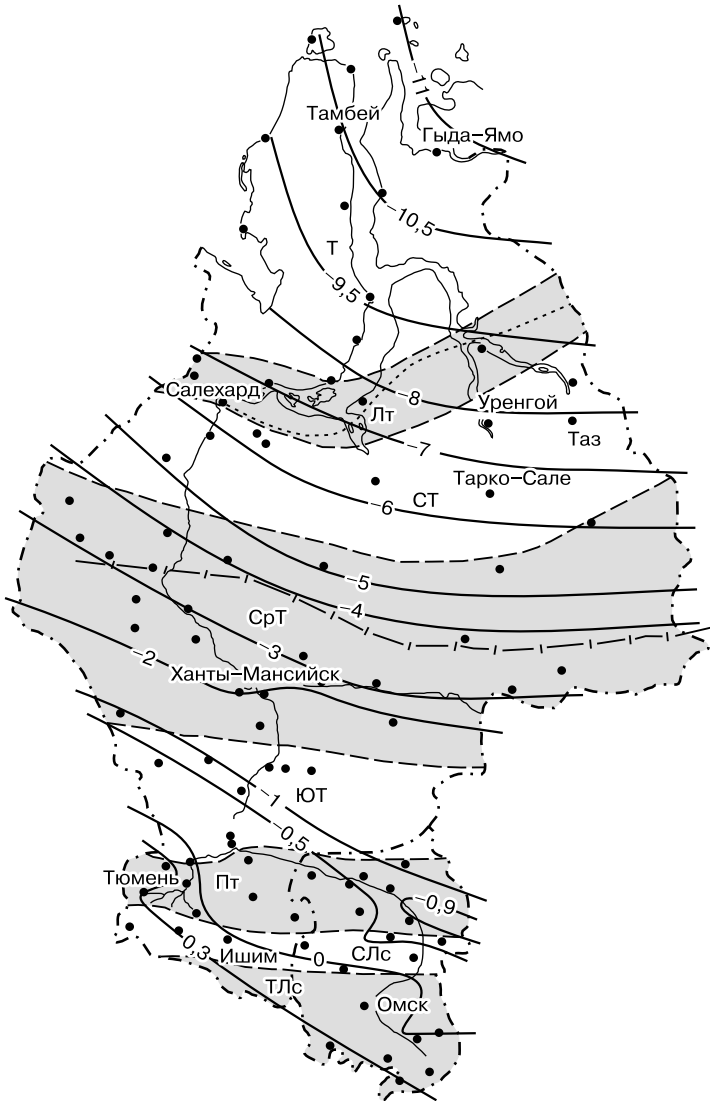 –11
Тамбей
Гыда–Ямо
–10,5
Т
–9,5
Салехард
–8
Лт
Уренгой
–7
Таз
Тарко–Сале
–6
СТ
–5
–4
СрТ
–3
–2
Ханты–Мансийск
–1
ЮТ
–0,5
Тюмень
Пт
–0,9
0,3
Ишим
0
СЛс
ТЛс
Омск